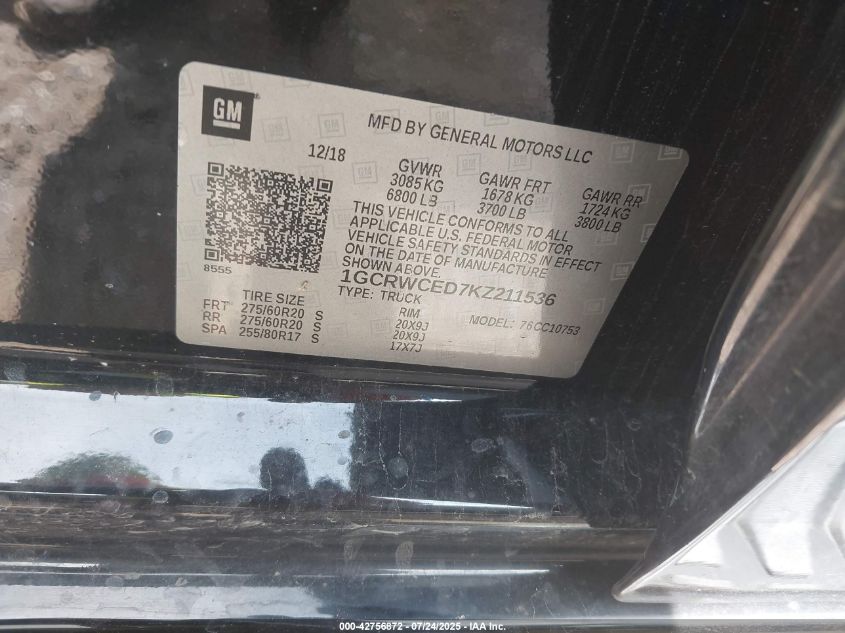 GM
MFD BY GENERAL MOTORS LLC
12/18
GVWR
3085 KG
6800 LB
GAWR FRT
1678 KG
3700 LB
GAWR RR
1724 KG
3800 LB
THIS VEHICLE CONFORMS TO ALL
APPLICABLE U.S. FEDERAL MOTOR
VEHICLE SAFETY STANDARDS IN EFFECT
ON THE DATE OF MANUFACTURE
SHOWN ABOVE.
8555
1GCRWCED7KZ211536
TYPE: TRUCK
MODEL: 76CC10753
TIRE SIZE RIM
FRT 275/60R20 S 20X9J
RR 275/60R20 S 20X9J
SPA 255/80R17 S 17X7J
000-42756872 - 07/24/2025 - IAA Inc.